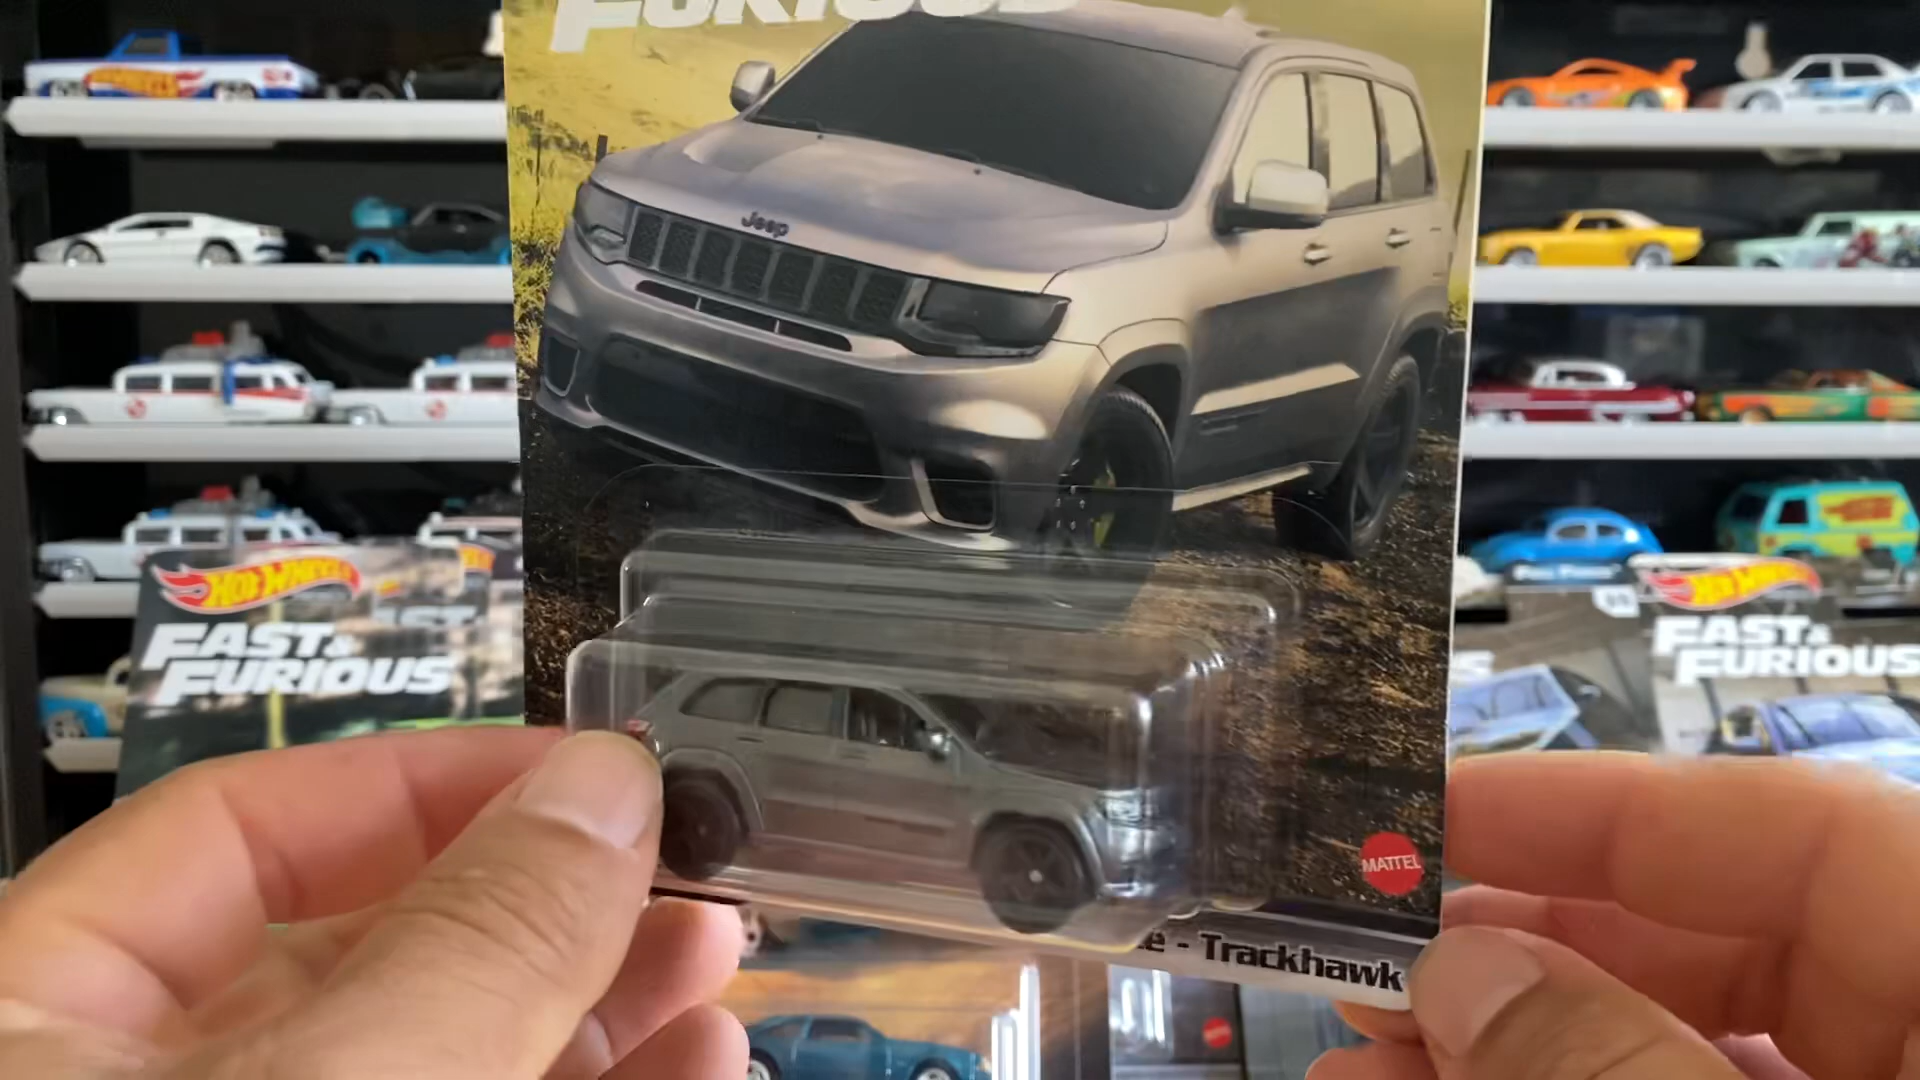 FURIOUS
Jeep
HOT WHEELS
FAST &
FURIOUS
HOT WHEELS
FAST &
FURIOUS
MATTEL
- Trackhawk